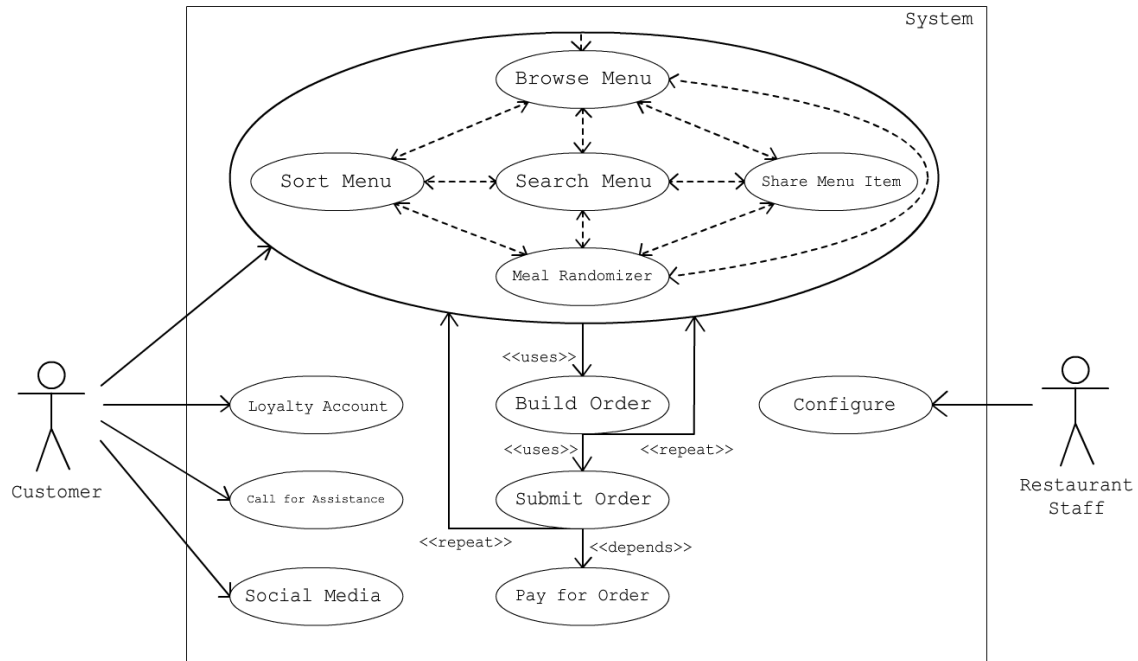 System
Browse Menu
Sort Menu
Search Menu
Share Menu Item
Meal Randomizer
<<uses>>
Loyalty Account
Build Order
Configure
<<uses>>
<<repeat>>
Customer
Call for Assistance
Submit Order
Restaurant
Staff
<<repeat>>
<<depends>>
Social Media
Pay for Order